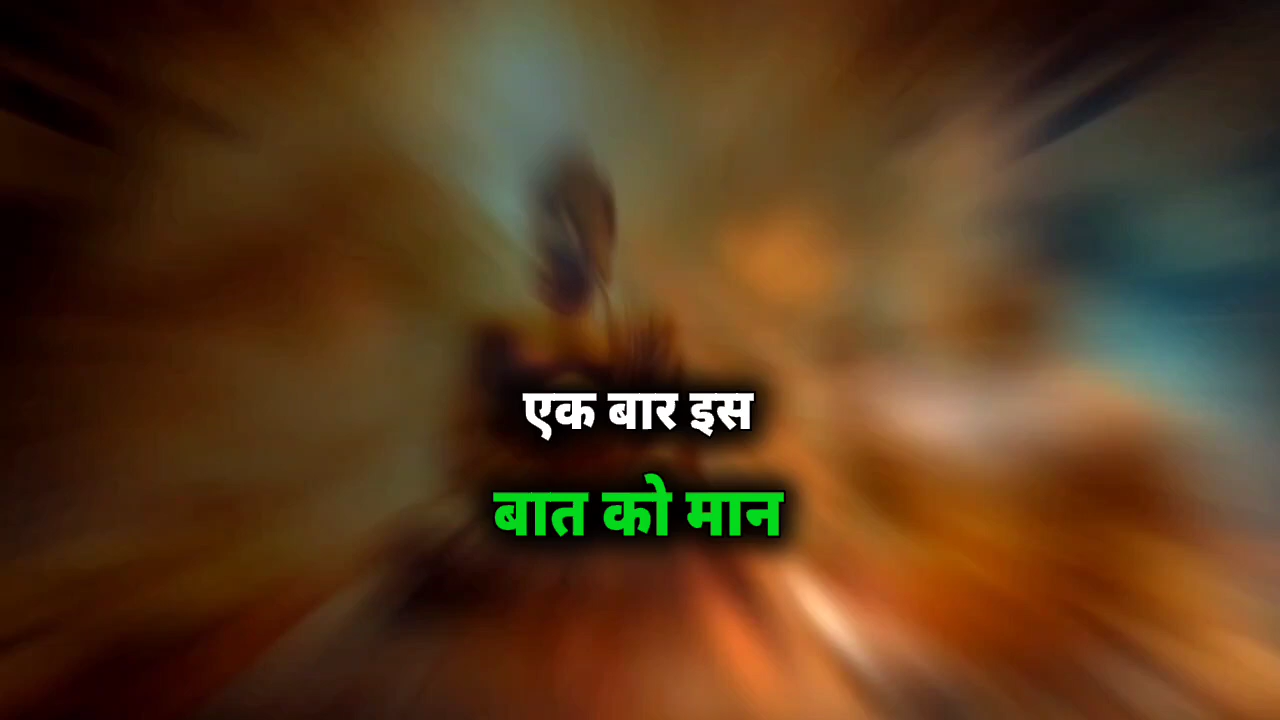 एक बार इस
बात को मान